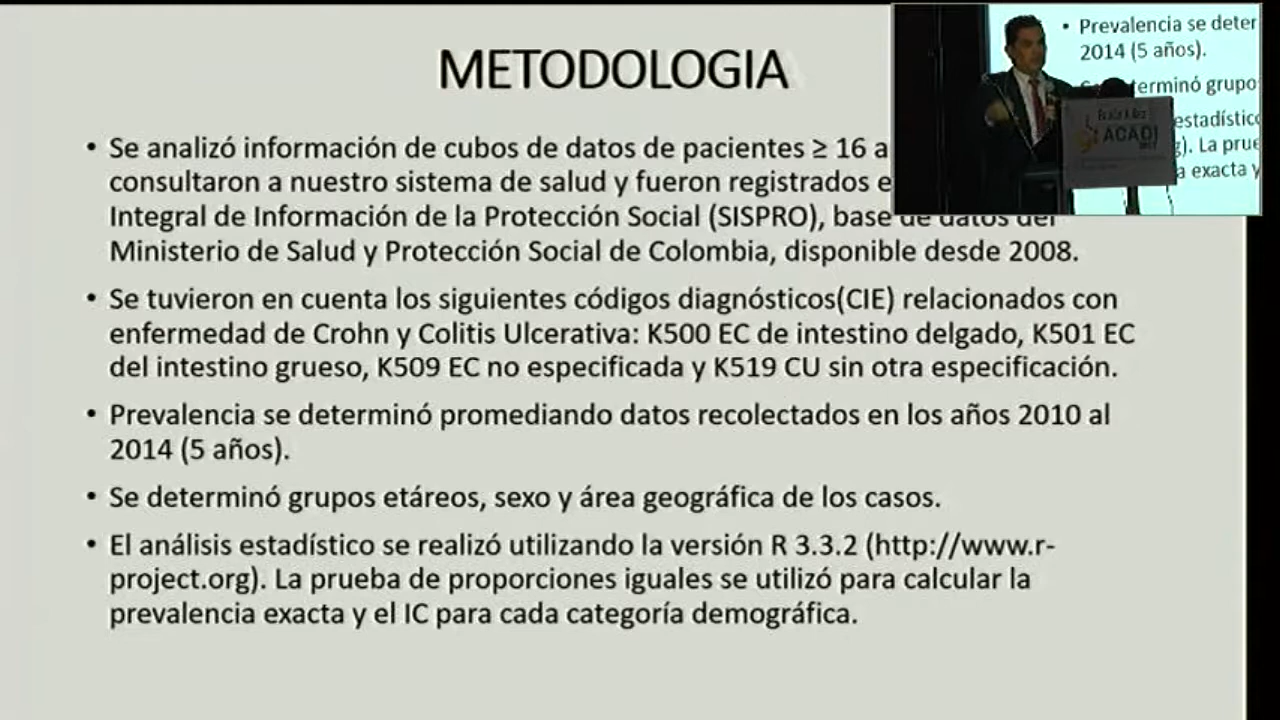 METODOLOGIA
• Se analizó información de cubos de datos de pacientes ≥ 16 a
consultaron a nuestro sistema de salud y fueron registrados e
Integral de Información de la Protección Social (SISPRO), base de datos del
Ministerio de Salud y Protección Social de Colombia, disponible desde 2008.
• Se tuvieron en cuenta los siguientes códigos diagnósticos(CIE) relacionados con
enfermedad de Crohn y Colitis Ulcerativa: K500 EC de intestino delgado, K501 EC
del intestino grueso, K509 EC no especificada y K519 CU sin otra especificación.
• Prevalencia se determinó promediando datos recolectados en los años 2010 al
2014 (5 años).
• Se determinó grupos etáreos, sexo y área geográfica de los casos.
• El análisis estadístico se realizó utilizando la versión R 3.3.2 (http://www.r-
project.org). La prueba de proporciones iguales se utilizó para calcular la
prevalencia exacta y el IC para cada categoría demográfica.
• Prevalencia se deter
2014 (5 años).
terminó grupo
estadístico
g). La prue
a exacta y
ACADI